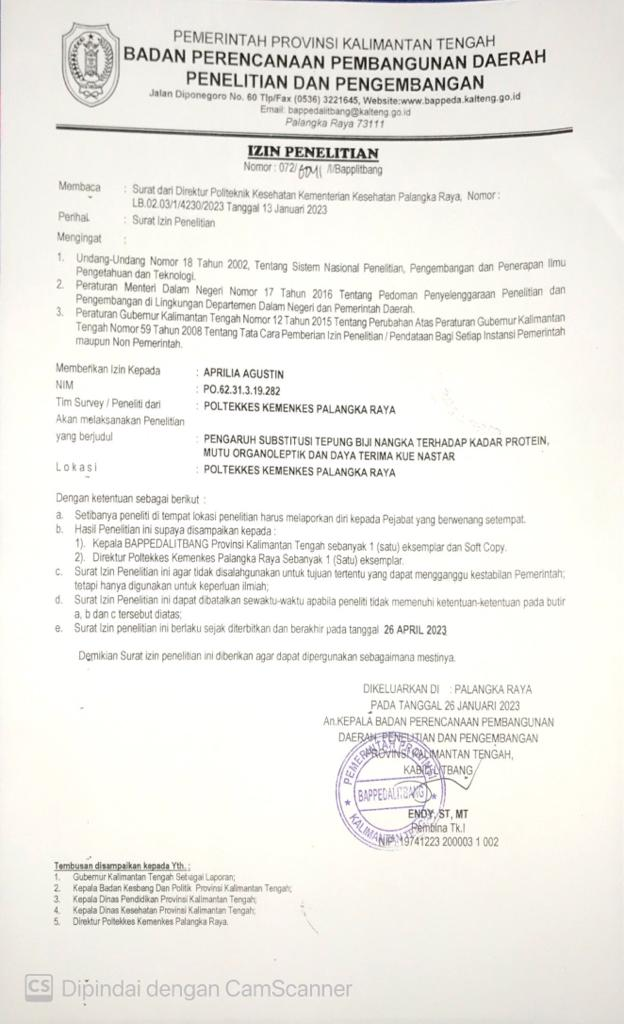 PEMERINTAH PROVINSI KALIMANTAN TENGAH
BADAN PERENCANAAN PEMBANGUNAN DAERAH
PENELITIAN DAN PENGEMBANGAN
Jalan Diponegoro No. 60 Tlp/Fax (0536) 3221645, Website:www.bappeda.kalteng.go.id
Email: bappedalitbang@kalteng.go.id
Palangka Raya 73111
IZIN PENELITIAN
Nomor : 072/ /I/Bapplitbang
Membaca : Surat dari Direktur Politeknik Kesehatan Kementerian Kesehatan Palangka Raya, Nomor :
LB.02.03/1/4230/2023 Tanggal 13 Januari 2023
Perihal : Surat Izin Penelitian
Mengingat :
1. Undang-Undang Nomor 18 Tahun 2002, Tentang Sistem Nasional Penelitian, Pengembangan dan Penerapan Ilmu
Pengetahuan dan Teknologi.
2. Peraturan Menteri Dalam Negeri Nomor 17 Tahun 2016 Tentang Pedoman Penyelenggaraan Penelitian dan
Pengembangan di Lingkungan Departemen Dalam Negeri dan Pemerintah Daerah.
3. Peraturan Gubernur Kalimantan Tengah Nomor 12 Tahun 2015 Tentang Perubahan Atas Peraturan Gubernur Kalimantan
Tengah Nomor 59 Tahun 2008 Tentang Tata Cara Pemberian Izin Penelitian / Pendataan Bagi Setiap Instansi Pemerintah
maupun Non Pemerintah.
Memberikan Izin Kepada : APRILIA AGUSTIN
NIM : PO.62.31.3.19.282
Tim Survey / Peneliti dari : POLTEKKES KEMENKES PALANGKA RAYA
Akan melaksanakan Penelitian
yang berjudul : PENGARUH SUBSTITUSI TEPUNG BIJI NANGKA TERHADAP KADAR PROTEIN,
MUTU ORGANOLEPTIK DAN DAYA TERIMA KUE NASTAR
Lokasi : POLTEKKES KEMENKES PALANGKA RAYA
Dengan ketentuan sebagai berikut :
a. Setibanya peneliti di tempat lokasi penelitian harus melaporkan diri kepada Pejabat yang berwenang setempat.
b. Hasil Penelitian ini supaya disampaikan kepada :
1). Kepala BAPPEDALITBANG Provinsi Kalimantan Tengah sebanyak 1 (satu) eksemplar dan Soft Copy.
2). Direktur Poltekkes Kemenkes Palangka Raya Sebanyak 1 (Satu) eksemplar.
c. Surat Izin Penelitian ini agar tidak disalahgunakan untuk tujuan tertentu yang dapat mengganggu kestabilan Pemerintah;
tetapi hanya digunakan untuk keperluan ilmiah;
d. Surat Izin Penelitian ini dapat dibatalkan sewaktu-waktu apabila peneliti tidak memenuhi ketentuan-ketentuan pada butir
a, b dan c tersebut diatas;
e. Surat Izin penelitian ini berlaku sejak diterbitkan dan berakhir pada tanggal 26 APRIL 2023
Demikian Surat izin penelitian ini diberikan agar dapat dipergunakan sebagaimana mestinya.
DIKELUARKAN DI : PALANGKA RAYA
PADA TANGGAL 26 JANUARI 2023
An.KEPALA BADAN PERENCANAAN PEMBANGUNAN
DAERAH PENELITIAN DAN PENGEMBANGAN
PROVINSI KALIMANTAN TENGAH,
KABID LITBANG
PEMERINTAH PROVINSI
BAPPEDALITBANG
KALIMANTAN TENGAH
ENDY, ST, MT
Pembina Tk.I
NIP. 19741223 200003 1 002
Tembusan disampaikan kepada Yth. :
1. Gubernur Kalimantan Tengah Sebagai Laporan;
2. Kepala Badan Kesbang Dan Politik Provinsi Kalimantan Tengah;
3. Kepala Dinas Pendidikan Provinsi Kalimantan Tengah;
4. Kepala Dinas Kesehatan Provinsi Kalimantan Tengah;
5. Direktur Poltekkes Kemenkes Palangka Raya.
CS Dipindai dengan CamScanner